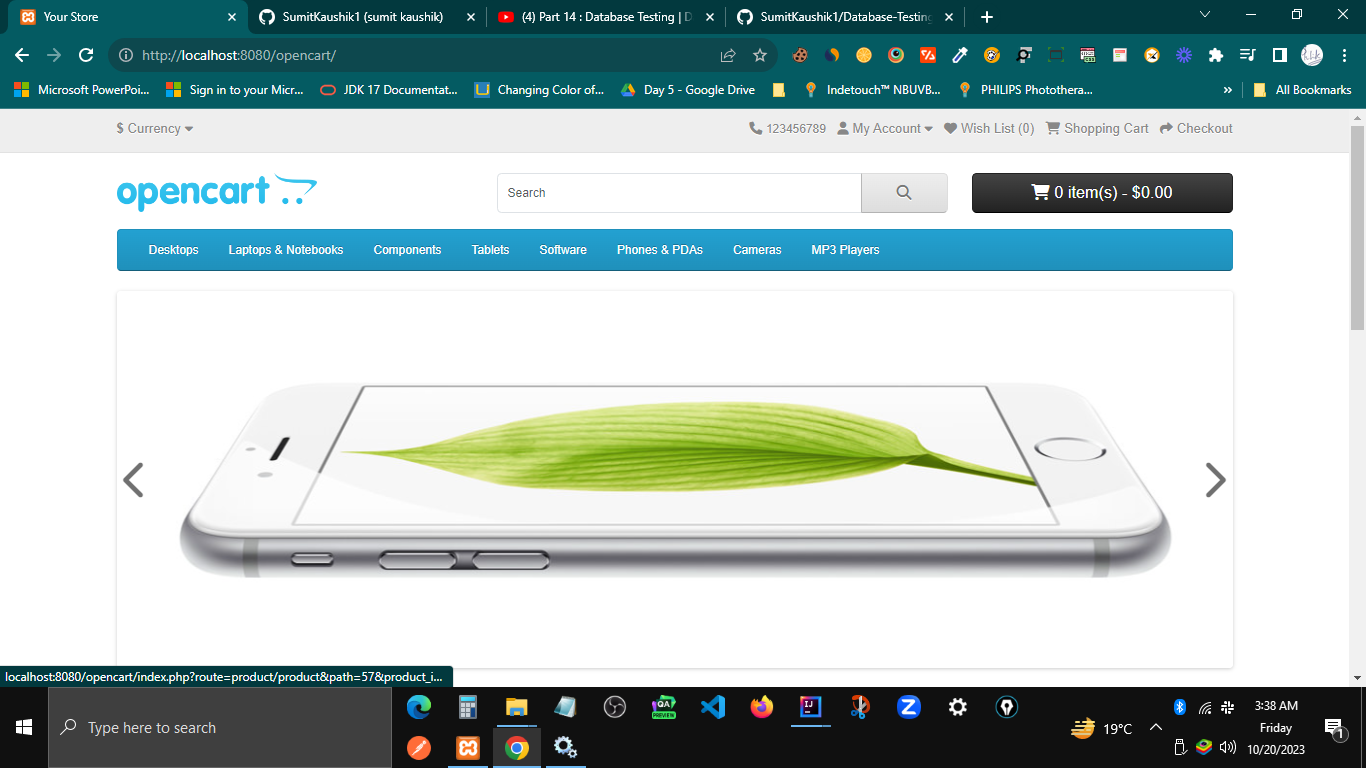 Your Store
SumitKaushik1 (sumit kaushik)
(4) Part 14 : Database Testing | D
SumitKaushik1/Database-Testing
http://localhost:8080/opencart/
Microsoft PowerPoi...
Sign in to your Micr...
JDK 17 Documentat...
Changing Color of...
Day 5 - Google Drive
Indetouch™ NBUVB...
PHILIPS Photothera...
»
All Bookmarks
$ Currency
123456789
My Account
Wish List (0)
Shopping Cart
Checkout
opencart
Search
0 item(s) - $0.00
Desktops
Laptops & Notebooks
Components
Tablets
Software
Phones & PDAs
Cameras
MP3 Players
localhost:8080/opencart/index.php?route=product/product&path=57&product_i...
Type here to search
QA
PREVIEW
IJ
Z
19°C
3:38 AM
Friday
10/20/2023
1